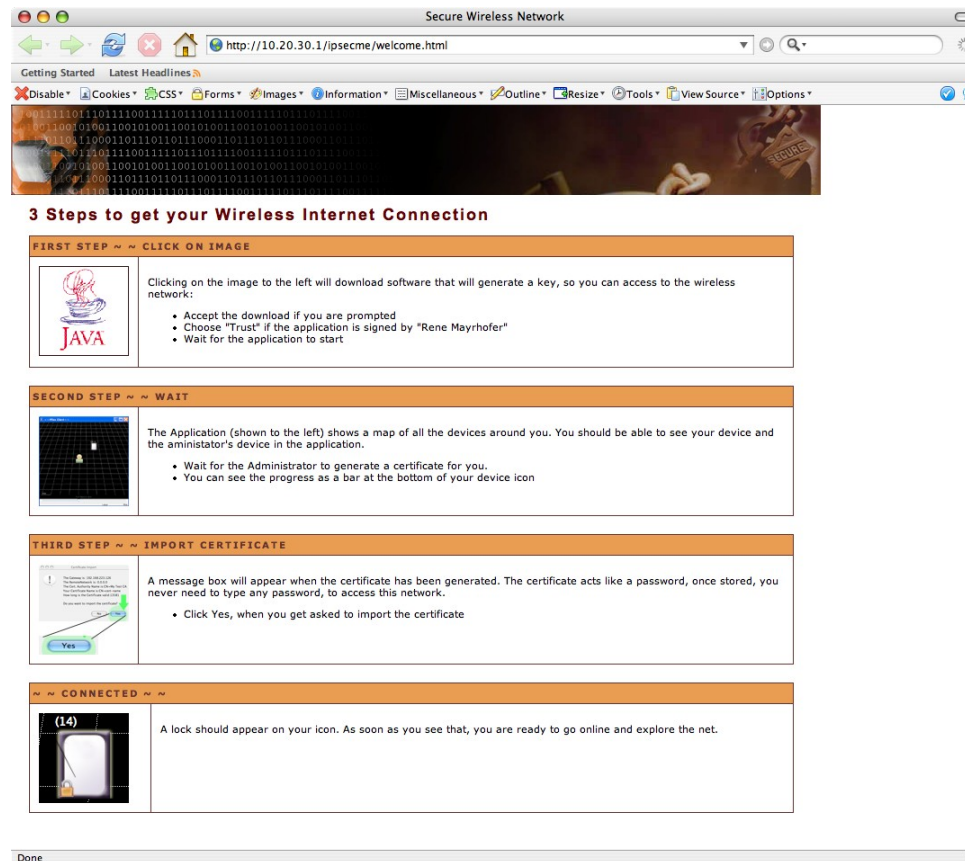 Secure Wireless Network
http://10.20.30.1/ipsecme/welcome.html
Getting Started Latest Headlines
Disable Cookies CSS Forms Images Information Miscellaneous Outline Resize Tools View Source Options
SECURE
3 Steps to get your Wireless Internet Connection
FIRST STEP ~ ~ CLICK ON IMAGE
JAVA
Clicking on the image to the left will download software that will generate a key, so you can access to the wireless
network:
• Accept the download if you are prompted
• Choose "Trust" if the application is signed by "Rene Mayrhofer"
• Wait for the application to start
SECOND STEP ~ ~ WAIT
The Application (shown to the left) shows a map of all the devices around you. You should be able to see your device and
the aministator's device in the application.
• Wait for the Administrator to generate a certificate for you.
• You can see the progress as a bar at the bottom of your device icon
THIRD STEP ~ ~ IMPORT CERTIFICATE
Do you want to import the certificate?
Yes
A message box will appear when the certificate has been generated. The certificate acts like a password, once stored, you
never need to type any password, to access this network.
• Click Yes, when you get asked to import the certificate
~ ~ CONNECTED ~ ~
(14)
A lock should appear on your icon. As soon as you see that, you are ready to go online and explore the net.
Done